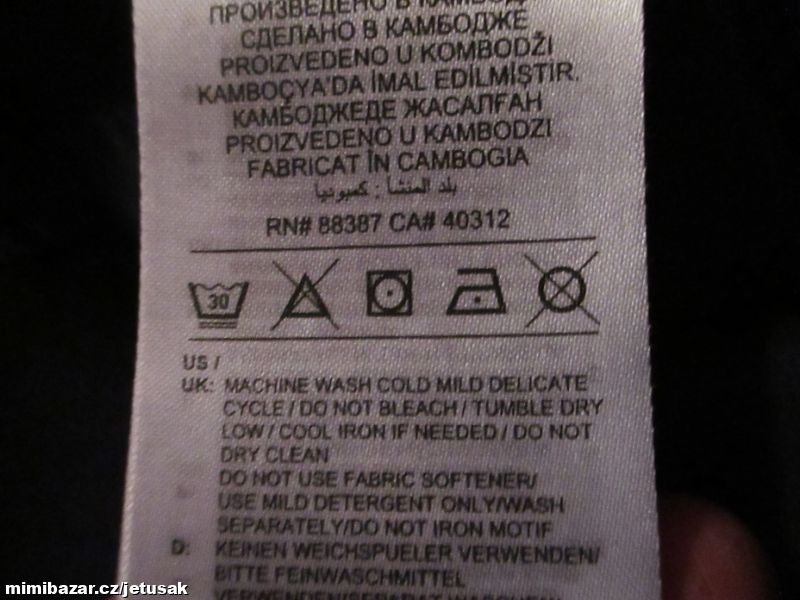 ПРОИЗВЕДЕНО В
СДЕЛАНО В КАМБОДЖЕ
PROIZVEDENO U KOMBODŽI
KAMBOÇYA'DA İMAL EDİLMİŞTİR.
КАМБОДЖЕДЕ ЖАСАЛҒАН
PROIZVEDENO U KAMBODZI
FABRICAT ÎN CAMBOGIA
بلد المنشأ : كمبوديا
RN# 88387 CA# 40312
30
US /
UK: MACHINE WASH COLD MILD DELICATE
CYCLE / DO NOT BLEACH / TUMBLE DRY
LOW / COOL IRON IF NEEDED / DO NOT
DRY CLEAN
DO NOT USE FABRIC SOFTENER/
USE MILD DETERGENT ONLY/WASH
SEPARATELY/DO NOT IRON MOTIF
D: KEINEN WEICHSPUELER VERWENDEN/
BITTE FEINWASCHMITTEL
mimibazar.cz/jetusak